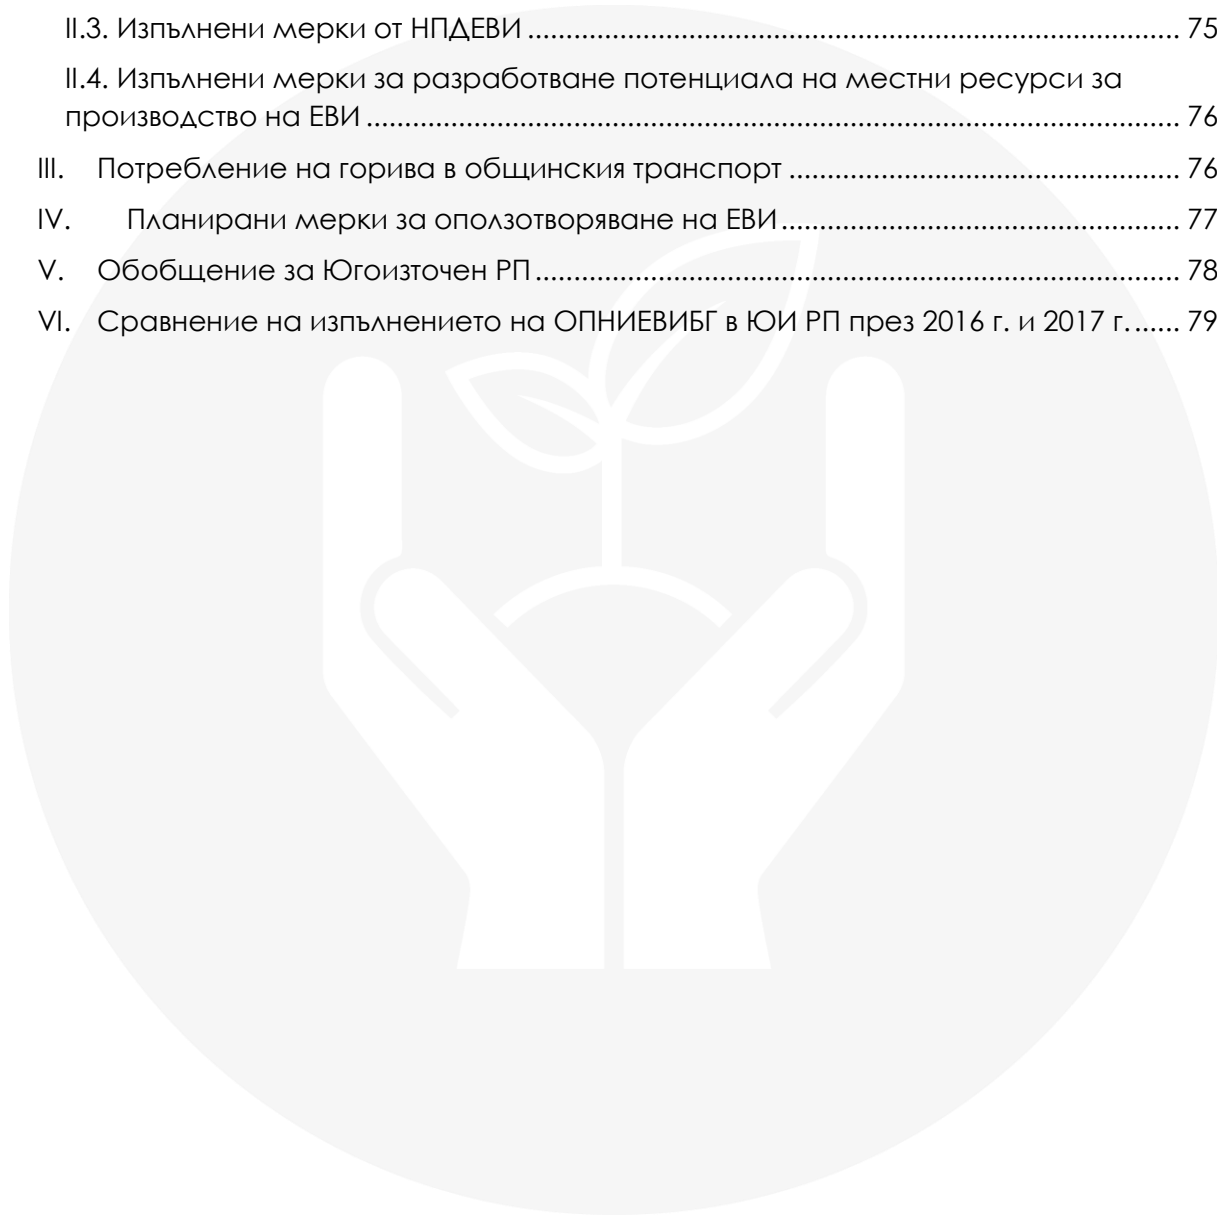 II.3. Изпълнени мерки от НПДЕВИ ........................................................................................ 75
II.4. Изпълнени мерки за разработване потенциала на местни ресурси за
производство на ЕВИ .............................................................................................................. 76
III. Потребление на горива в общинския транспорт ..................................................... 76
IV. Планирани мерки за оползотворяване на ЕВИ ...................................................... 77
V. Обобщение за Югоизточен РП ....................................................................................... 78
VI. Сравнение на изпълнението на ОПНИЕВИБГ в ЮИ РП през 2016 г. и 2017 г. ...... 79